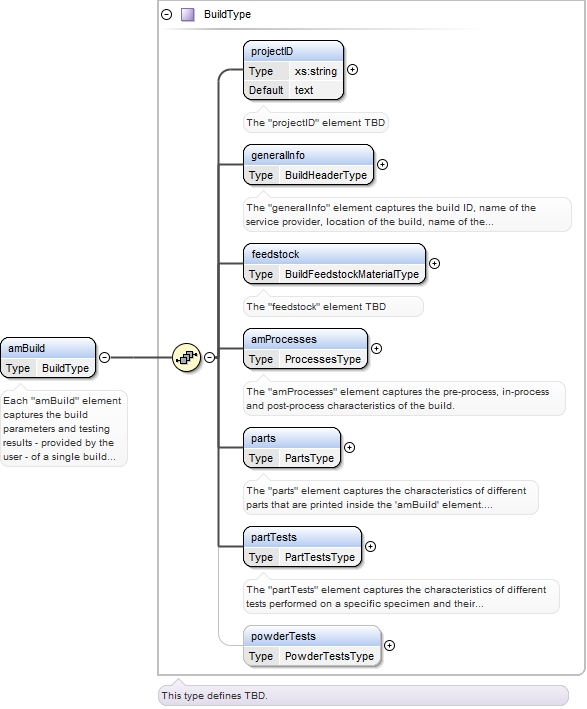 BuildType
projectID
Type xs:string
Default text
The "projectID" element TBD
generalInfo
Type BuildHeaderType
The "generalInfo" element captures the build ID, name of the
service provider, location of the build, name of the...
feedstock
Type BuildFeedstockMaterialType
The "feedstock" element TBD
amProcesses
Type ProcessesType
The "amProcesses" element captures the pre-process, in-process
and post-process characteristics of the build.
amBuild
Type BuildType
Each "amBuild" element
captures the build
parameters and testing
results - provided by the
user - of a single build...
parts
Type PartsType
The "parts" element captures the characteristics of different
parts that are printed inside the 'amBuild' element....
partTests
Type PartTestsType
The "partTests" element captures the characteristics of different
tests performed on a specific specimen and their...
powderTests
Type PowderTestsType
This type defines TBD.